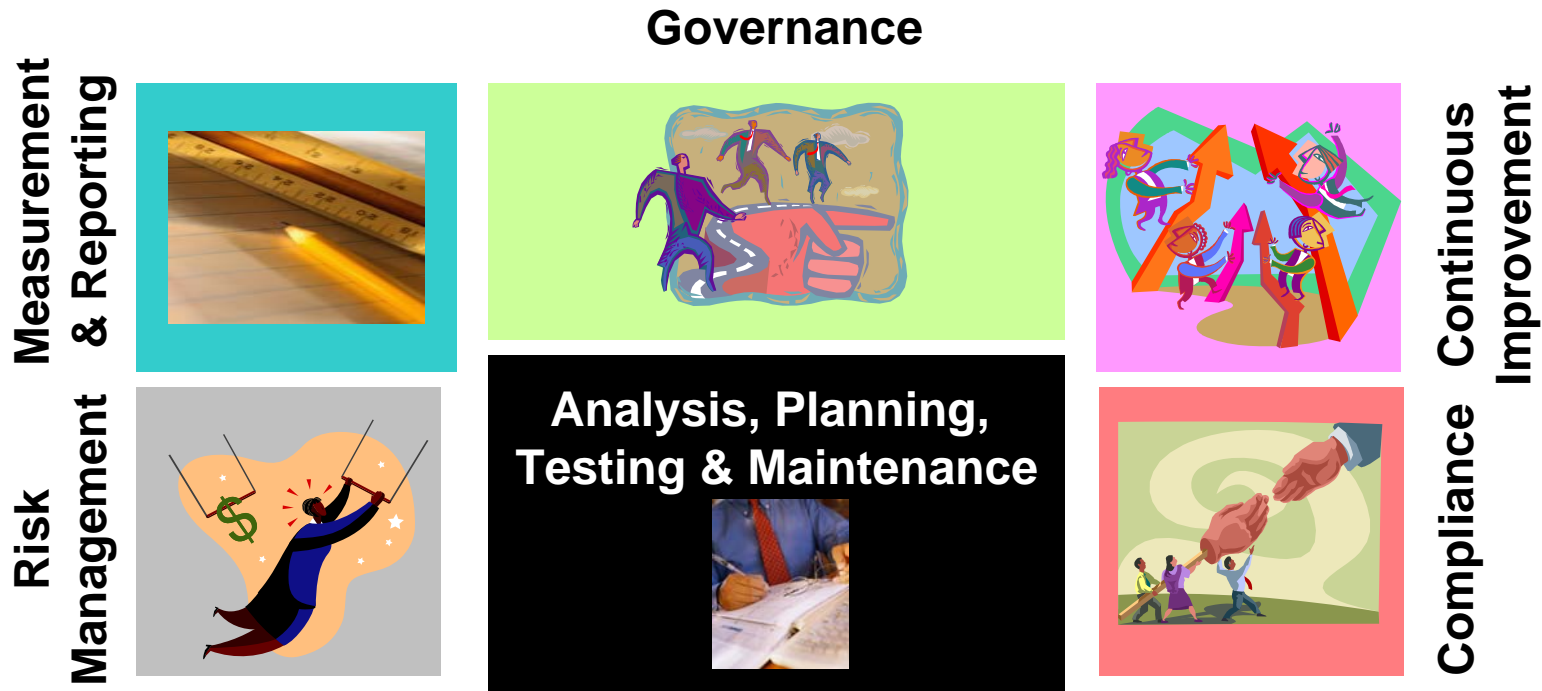 Governance
Measurement
& Reporting
Continuous
Improvement
Risk
Management
Analysis, Planning,
Testing & Maintenance
Compliance